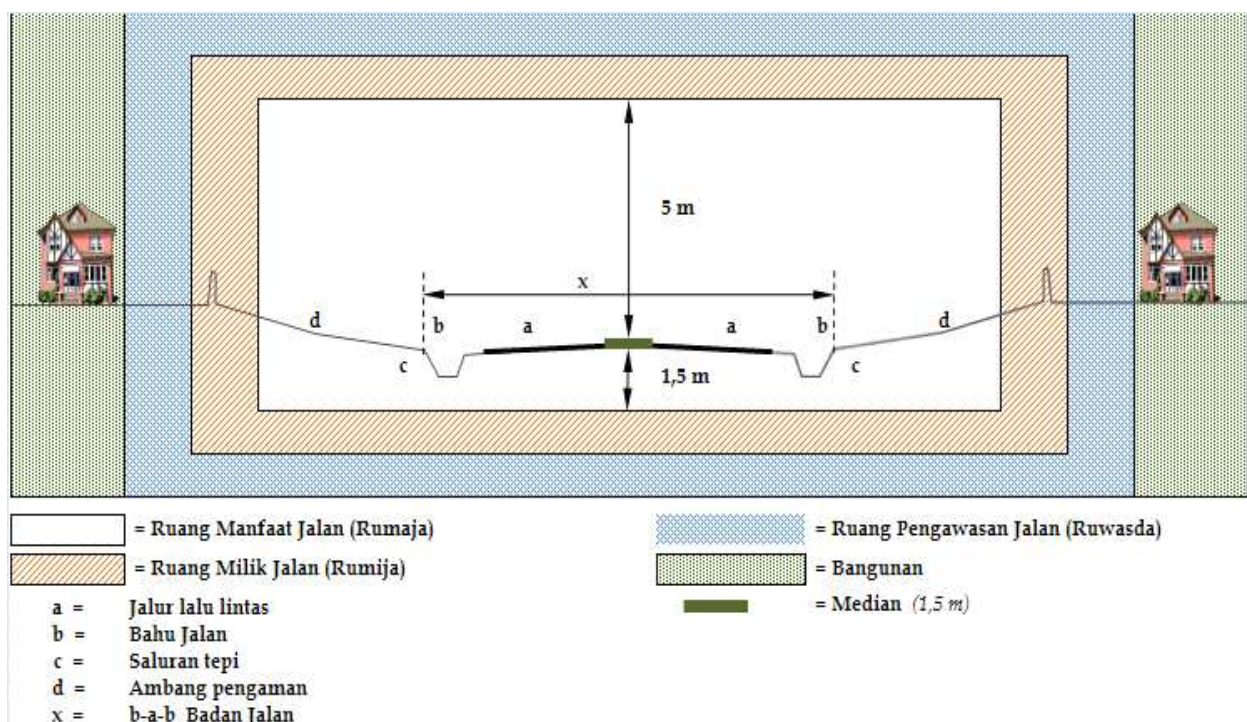 5 m
x
d
b
a
a
b
d
c
1,5 m
c
= Ruang Manfaat Jalan (Rumaja)
= Ruang Pengawasan Jalan (Ruwasda)
= Ruang Milik Jalan (Rumija)
= Bangunan
a = Jalur lalu lintas
= Median (1,5 m)
b = Bahu Jalan
c = Saluran tepi
d = Ambang pengaman
x = b-a-b Badan Jalan